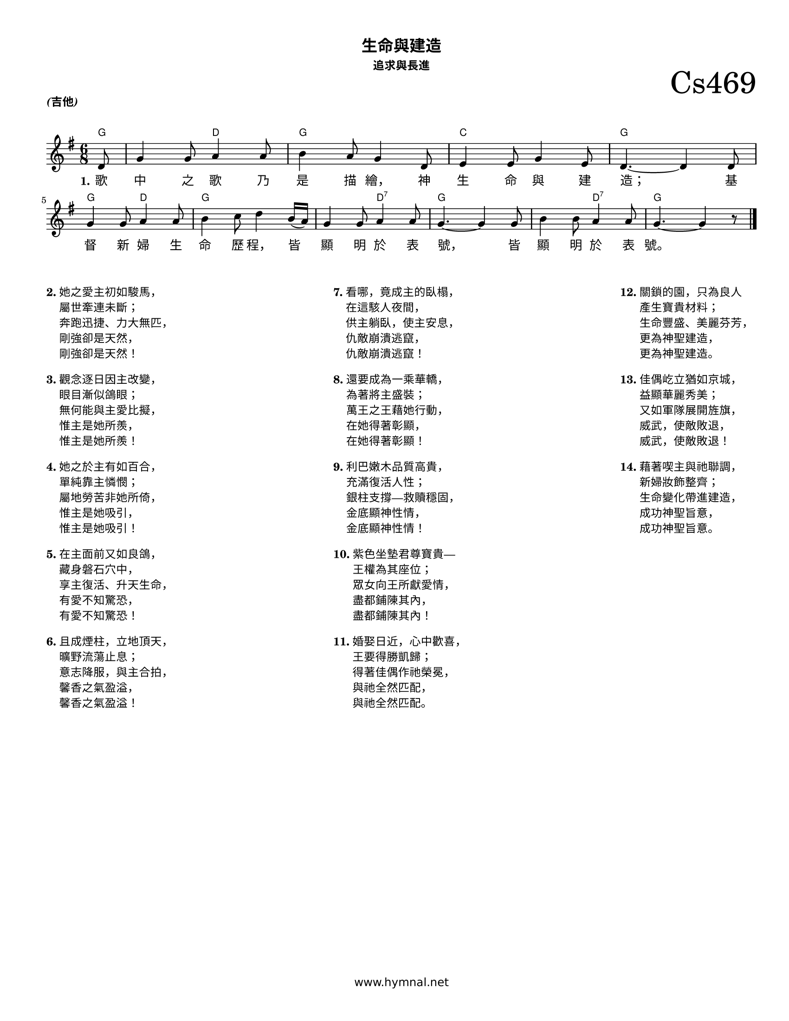 生命與建造
追求與長進
Cs469
(吉他)
G D G C G
1. 歌 中 之 歌 乃 是 描 繪， 神 生 命 與 建 造； 基
5
G D G D7 G D7 G
督 新 婦 生 命 歷 程， 皆 顯 明 於 表 號， 皆 顯 明 於 表 號。
2. 她之愛主初如駿馬，
屬世牽連未斷；
奔跑迅捷、力大無匹，
剛強卻是天然，
剛強卻是天然！
3. 觀念逐日因主改變，
眼目漸似鴿眼；
無何能與主愛比擬，
惟主是她所羨，
惟主是她所羨！
4. 她之於主有如百合，
單純靠主憐憫；
屬地勞苦非她所倚，
惟主是她吸引，
惟主是她吸引！
5. 在主面前又如良鴿，
藏身磐石穴中，
享主復活、升天生命，
有愛不知驚恐，
有愛不知驚恐！
6. 且成煙柱，立地頂天，
曠野流蕩止息；
意志降服，與主合拍，
馨香之氣盈溢，
馨香之氣盈溢！
7. 看哪，竟成主的臥榻，
在這駭人夜間，
供主躺臥，使主安息，
仇敵崩潰逃竄，
仇敵崩潰逃竄！
8. 還要成為一乘華轎，
為著將主盛裝；
萬王之王藉她行動，
在她得著彰顯，
在她得著彰顯！
9. 利巴嫩木品質高貴，
充滿復活人性；
銀柱支撐—救贖穩固，
金底顯神性情，
金底顯神性情！
10. 紫色坐墊君尊寶貴—
王權為其座位；
眾女向王所獻愛情，
盡都鋪陳其內，
盡都鋪陳其內！
11. 婚娶日近，心中歡喜，
王要得勝凱歸；
得著佳偶作祂榮冕，
與祂全然匹配，
與祂全然匹配。
12. 關鎖的園，只為良人
產生寶貴材料；
生命豐盛、美麗芬芳，
更為神聖建造，
更為神聖建造。
13. 佳偶屹立猶如京城，
益顯華麗秀美；
又如軍隊展開旌旗，
威武，使敵敗退，
威武，使敵敗退！
14. 藉著喫主與祂聯調，
新婦妝飾整齊；
生命變化帶進建造，
成功神聖旨意，
成功神聖旨意。
www.hymnal.net